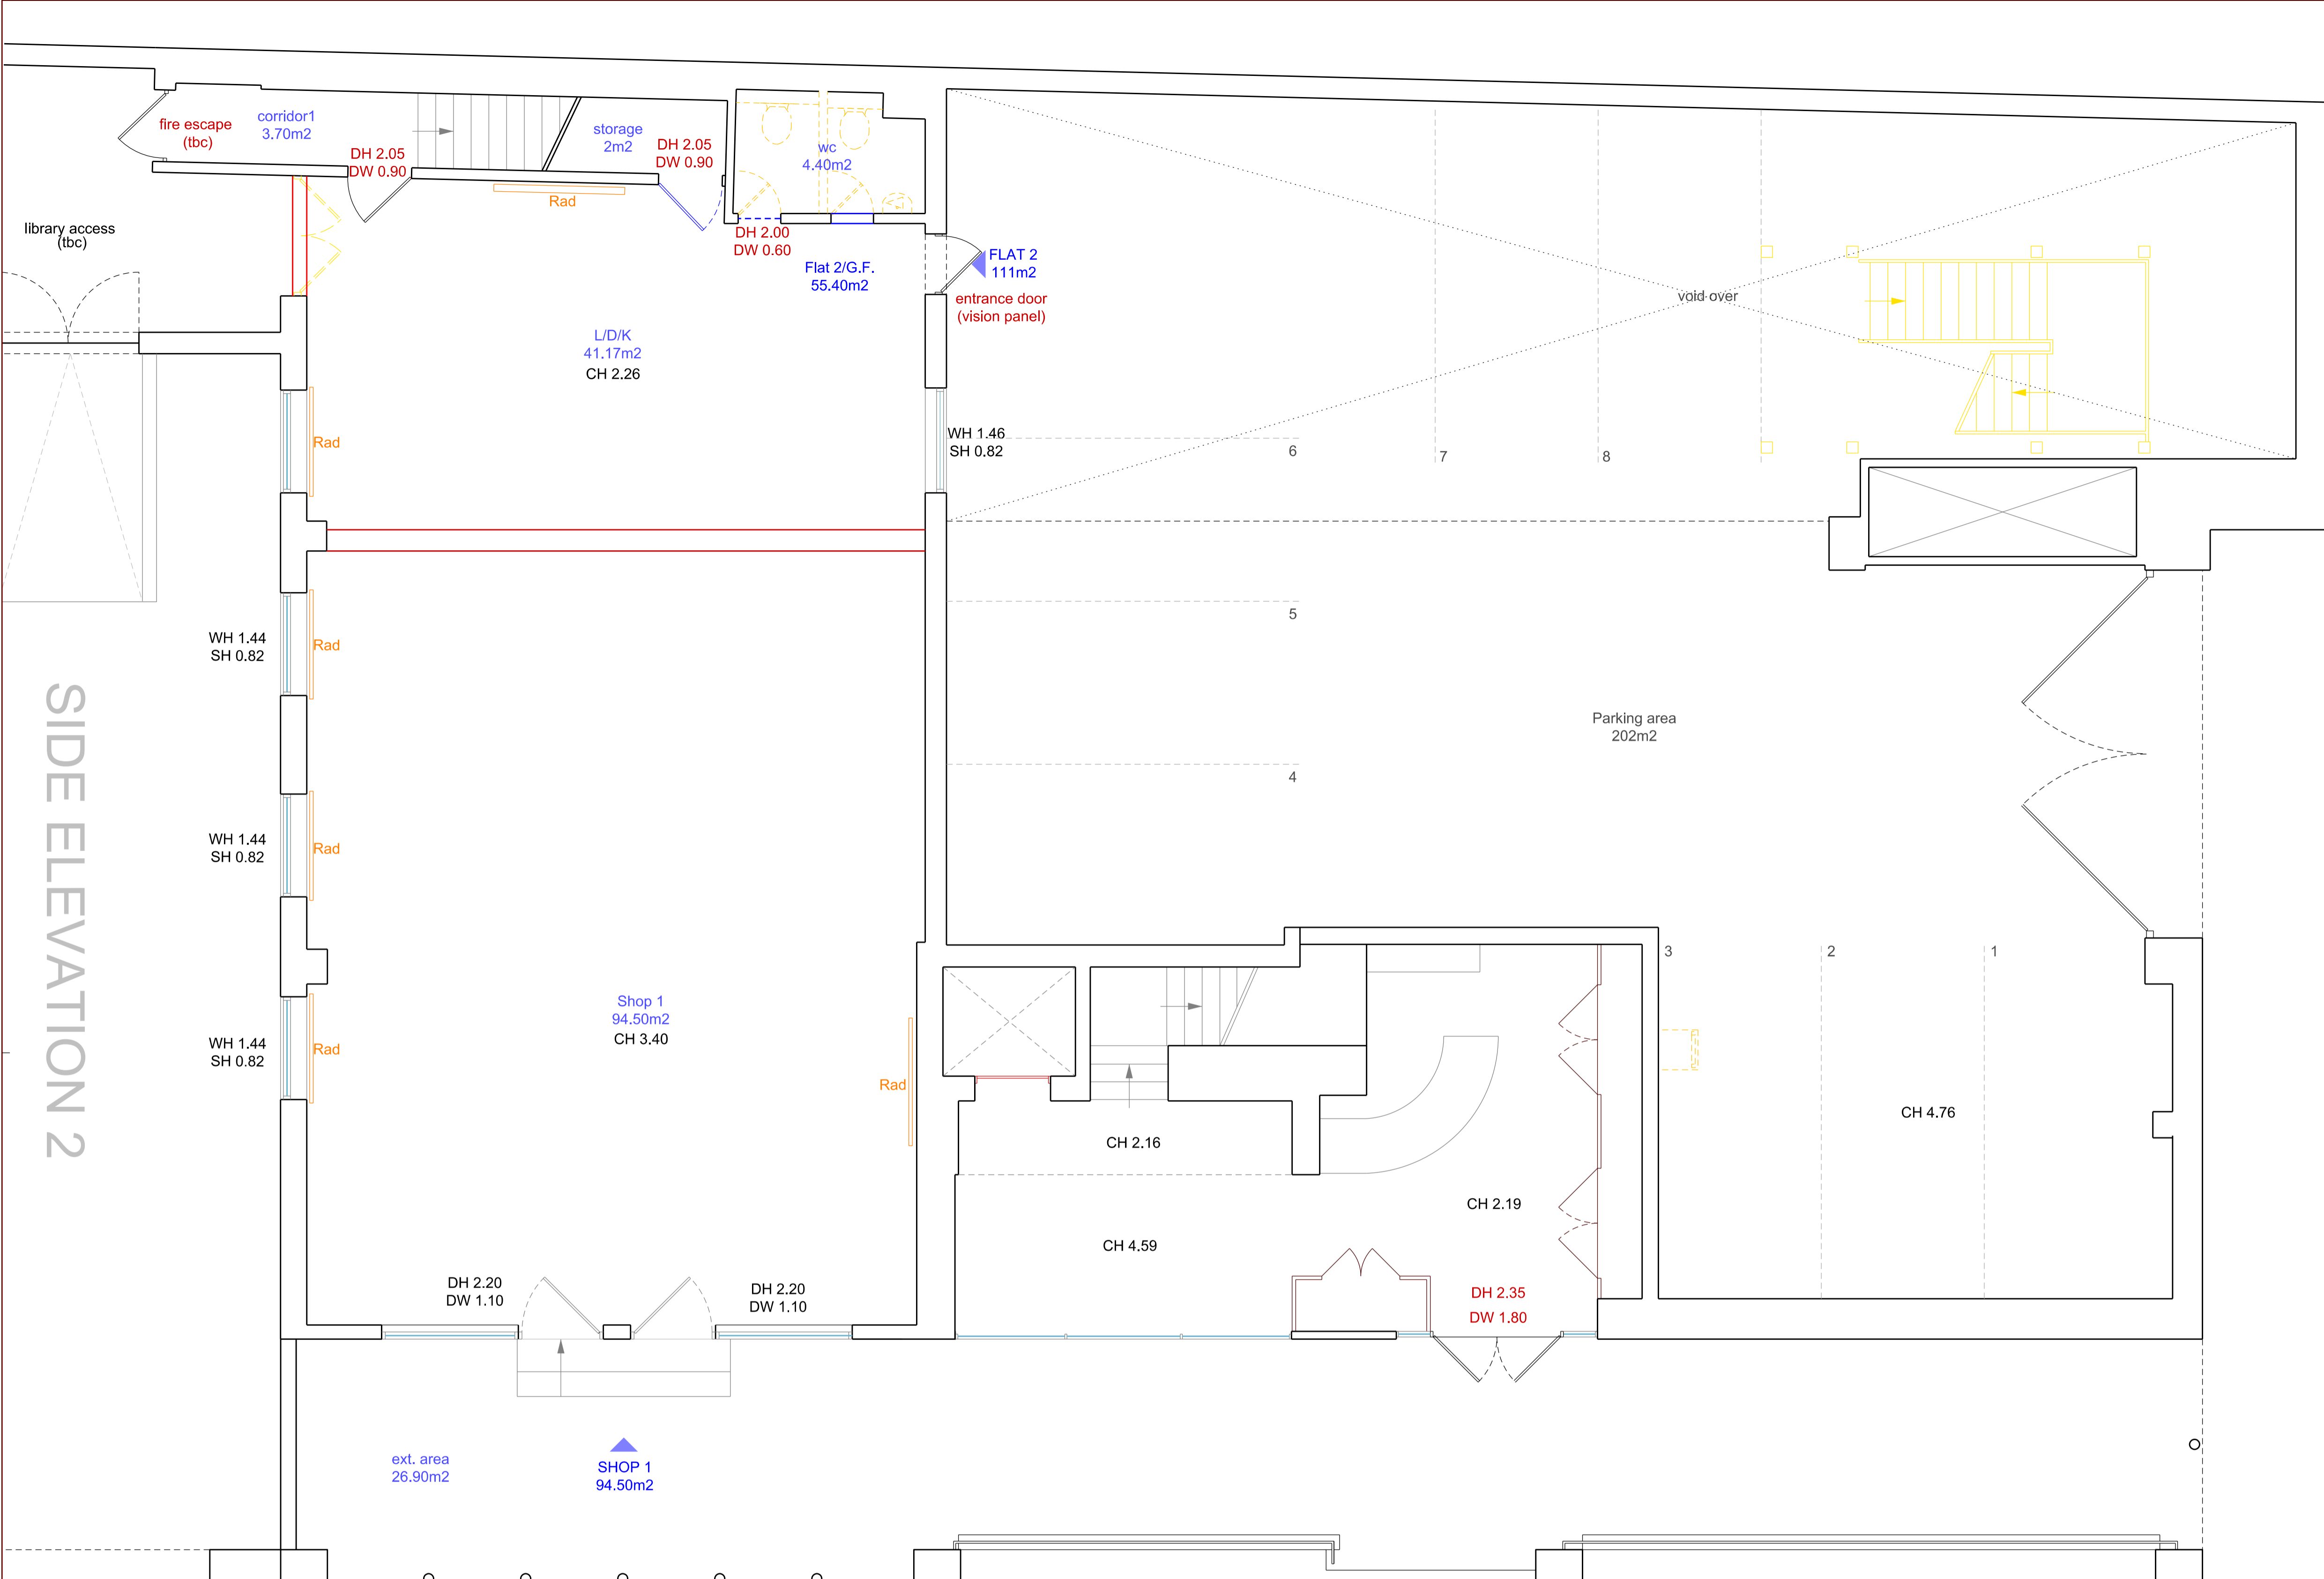 fire escape
(tbc)
corridor1
3.70m2
DH 2.05
DW 0.90
storage
2m2
DH 2.05
DW 0.90
wc
4.40m2
Rad
library access
(tbc)
DH 2.00
DW 0.60
Flat 2/G.F.
55.40m2
FLAT 2
111m2
entrance door
(vision panel)
void over
L/D/K
41.17m2
CH 2.26
Rad
WH 1.46
SH 0.82
6
7
8
5
4
WH 1.44
SH 0.82
Rad
SIDE ELEVATION 2
Parking area
202m2
WH 1.44
SH 0.82
Rad
3
2
1
Shop 1
94.50m2
CH 3.40
WH 1.44
SH 0.82
Rad
Rad
CH 2.16
CH 4.76
CH 2.19
CH 4.59
DH 2.20
DW 1.10
DH 2.20
DW 1.10
DH 2.35
DW 1.80
ext. area
26.90m2
SHOP 1
94.50m2